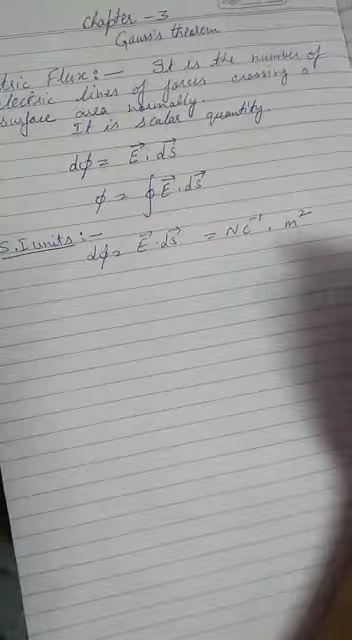 Chapter - 3
Gauss's theorem
tric Flux:- It is the number of
lectric lines of forces crossing a
surface area normally.
It is scalar quantity.
dφ = E⃗ . dS⃗
φ = ∮ E⃗ . dS⃗
S.I units:- dφ = E⃗ . dS⃗ = NC⁻¹ . m²